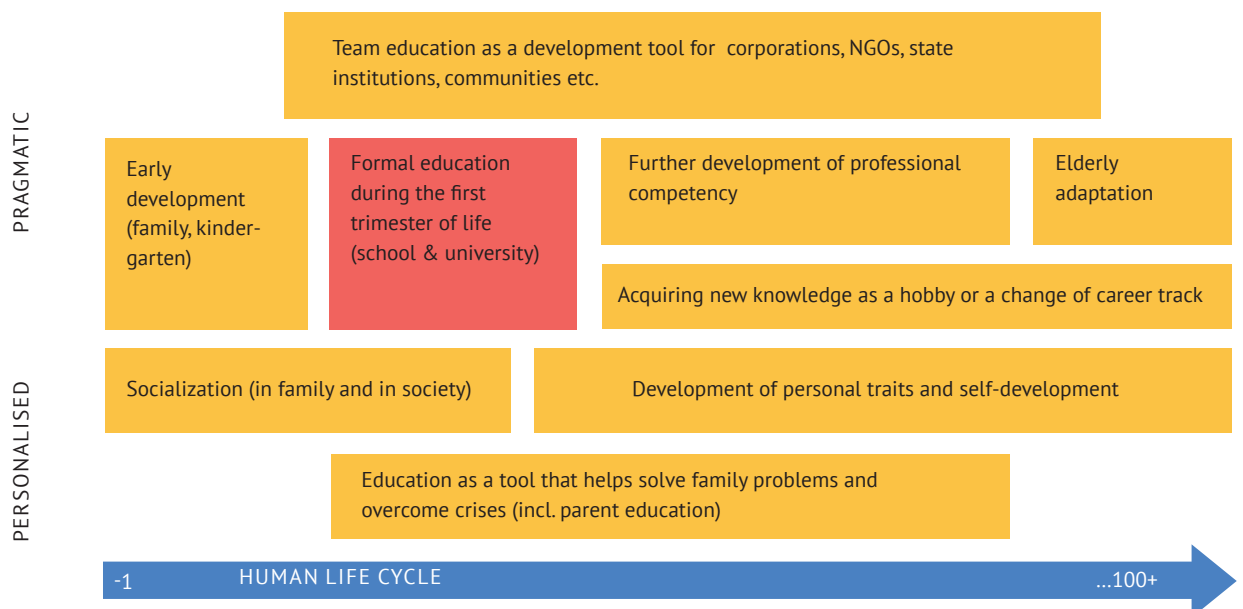 Team education as a development tool for corporations, NGOs, state
institutions, communities etc.
PRAGMATIC
Early
development
(family, kinder-
garten)
Formal education
during the first
trimester of life
(school & university)
Further development of professional
competency
Elderly
adaptation
Acquiring new knowledge as a hobby or a change of career track
PERSONALISED
Socialization (in family and in society)
Development of personal traits and self-development
Education as a tool that helps solve family problems and
overcome crises (incl. parent education)
-1
HUMAN LIFE CYCLE
...100+